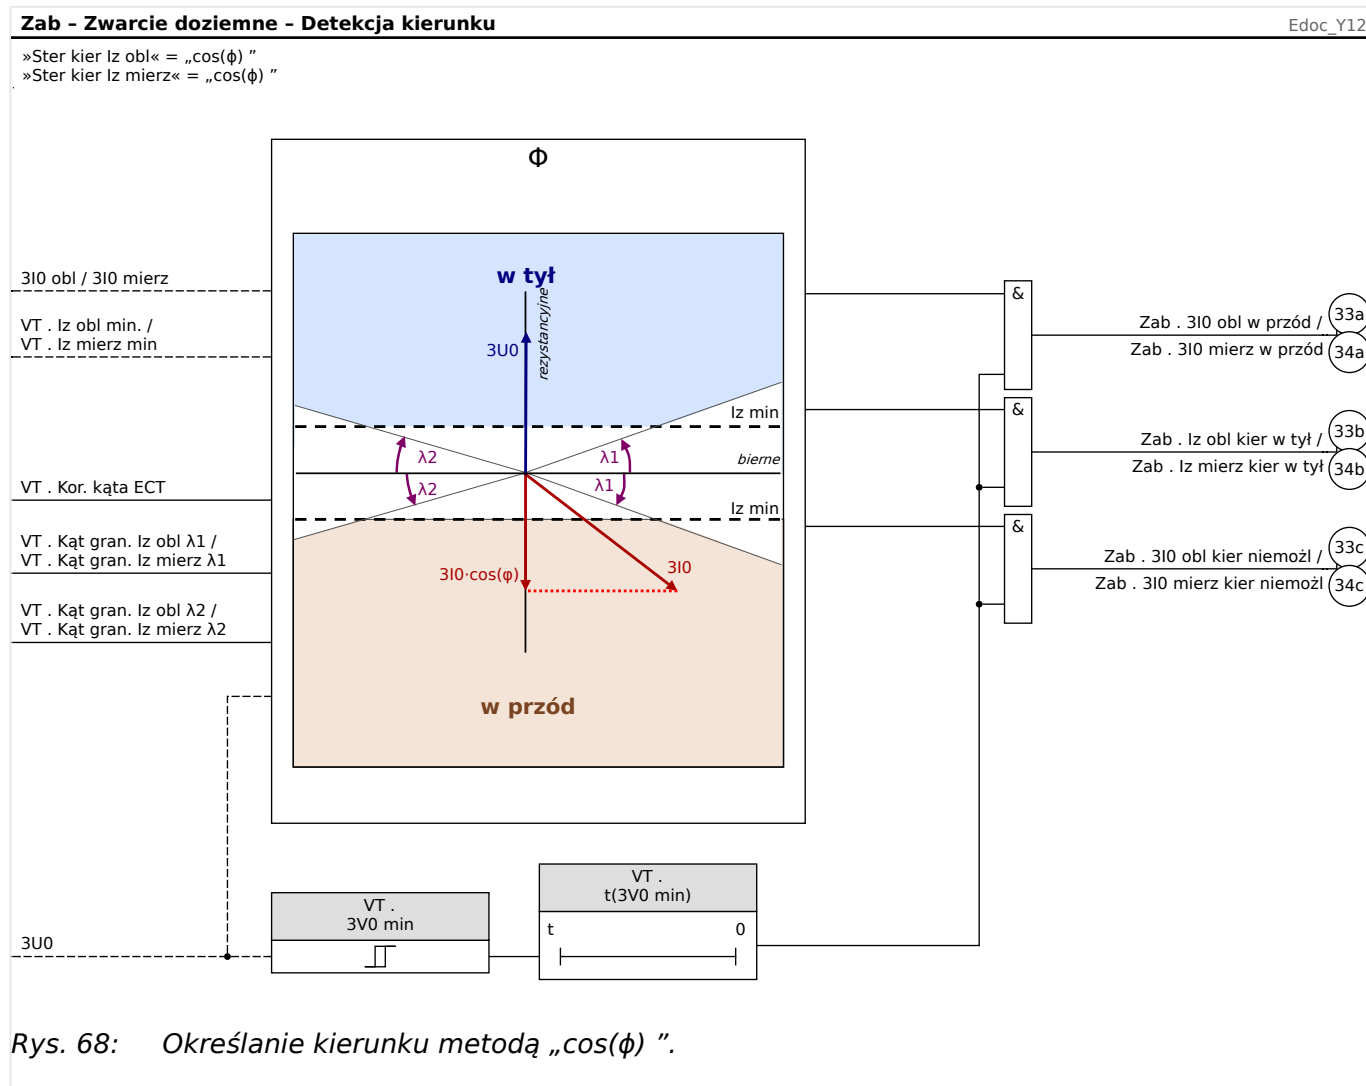 Zab – Zwarcie doziemne – Detekcja kierunku
Edoc_Y12
»Ster kier Iz obl« = „cos(ϕ) ”
»Ster kier Iz mierz« = „cos(ϕ) ”
Φ
3I0 obl / 3I0 mierz
VT . Iz obl min. /
VT . Iz mierz min
VT . Kor. kąta ECT
VT . Kąt gran. Iz obl λ1 /
VT . Kąt gran. Iz mierz λ1
VT . Kąt gran. Iz obl λ2 /
VT . Kąt gran. Iz mierz λ2
3U0
w tył
rezystancyjne
3U0
Iz min
λ2
λ1
bierne
λ2
λ1
Iz min
3I0·cos(φ)
3I0
w przód
&
Zab . 3I0 obl w przód /
33a
Zab . 3I0 mierz w przód
34a
&
Zab . Iz obl kier w tył /
33b
Zab . Iz mierz kier w tył
34b
&
Zab . 3I0 obl kier niemożl /
33c
Zab . 3I0 mierz kier niemożl
34c
VT .
3V0 min
VT .
t(3V0 min)
t
0
Rys. 68: Określanie kierunku metodą „cos(ϕ) ”.